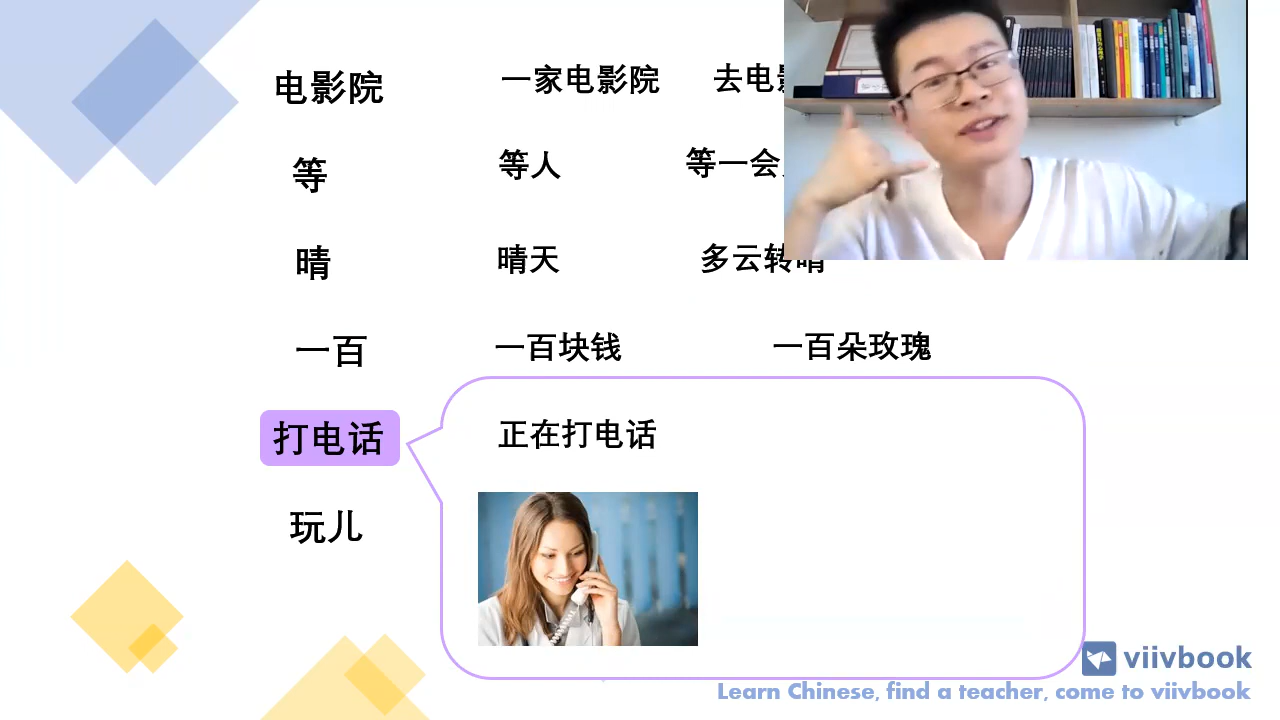 电影院 一家电影院 去电
等 等人 等一会
晴 晴天 多云转晴
一百 一百块钱 一百朵玫瑰
打电话 正在打电话
玩儿
viivbook
Learn Chinese, find a teacher, come to viivbook